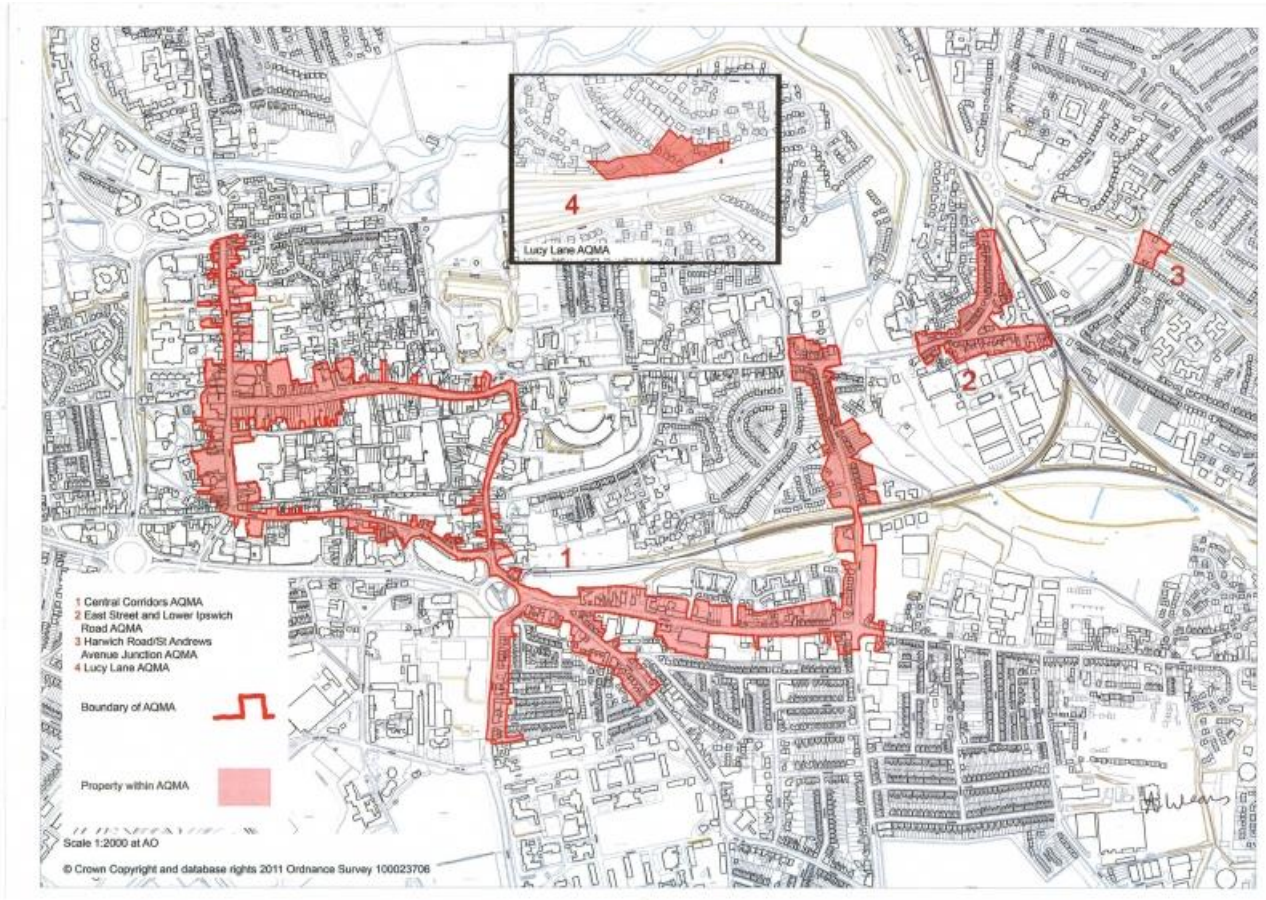 4
Lucy Lane AQMA
3
2
1
1 Central Corridors AQMA
2 East Street and Lower Ipswich
Road AQMA
3 Harwich Road/St Andrews
Avenue Junction AQMA
4 Lucy Lane AQMA
Boundary of AQMA
Property within AQMA
Scale 1:2000 at AO
© Crown Copyright and database rights 2011 Ordnance Survey 100023706